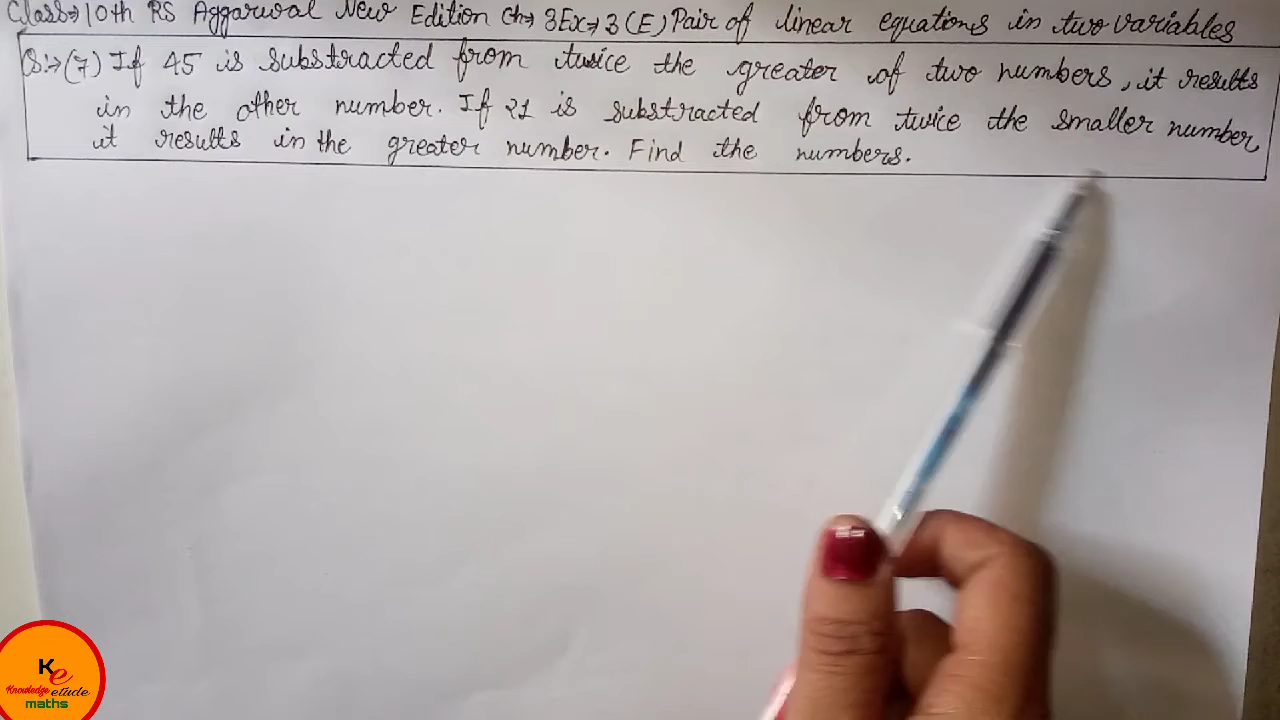 Class→10th RS Aggarwal New Edition Ch→ 3Ex→3(E) Pair of linear equations in two variables
Q:→(7) If 45 is substracted from twice the greater of two numbers, it results
in the other number. If 21 is substracted from twice the smaller number,
it results in the greater number. Find the numbers.
Ke
Knowledge etude
maths